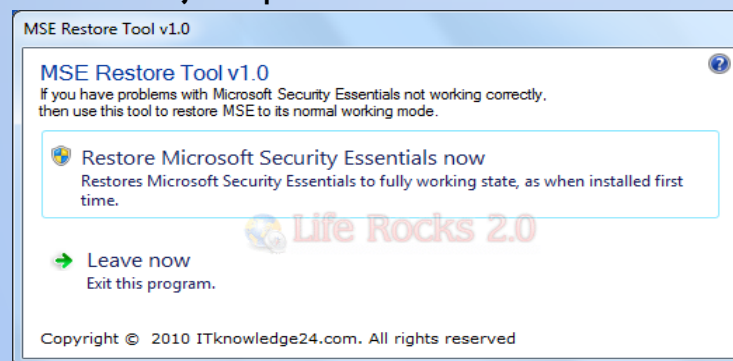 MSE Restore Tool v1.0
MSE Restore Tool v1.0
If you have problems with Microsoft Security Essentials not working correctly,
then use this tool to restore MSE to its normal working mode.
Restore Microsoft Security Essentials now
Restores Microsoft Security Essentials to fully working state, as when installed first
time.
Life Rocks 2.0
Leave now
Exit this program.
Copyright © 2010 ITknowledge24.com. All rights reserved